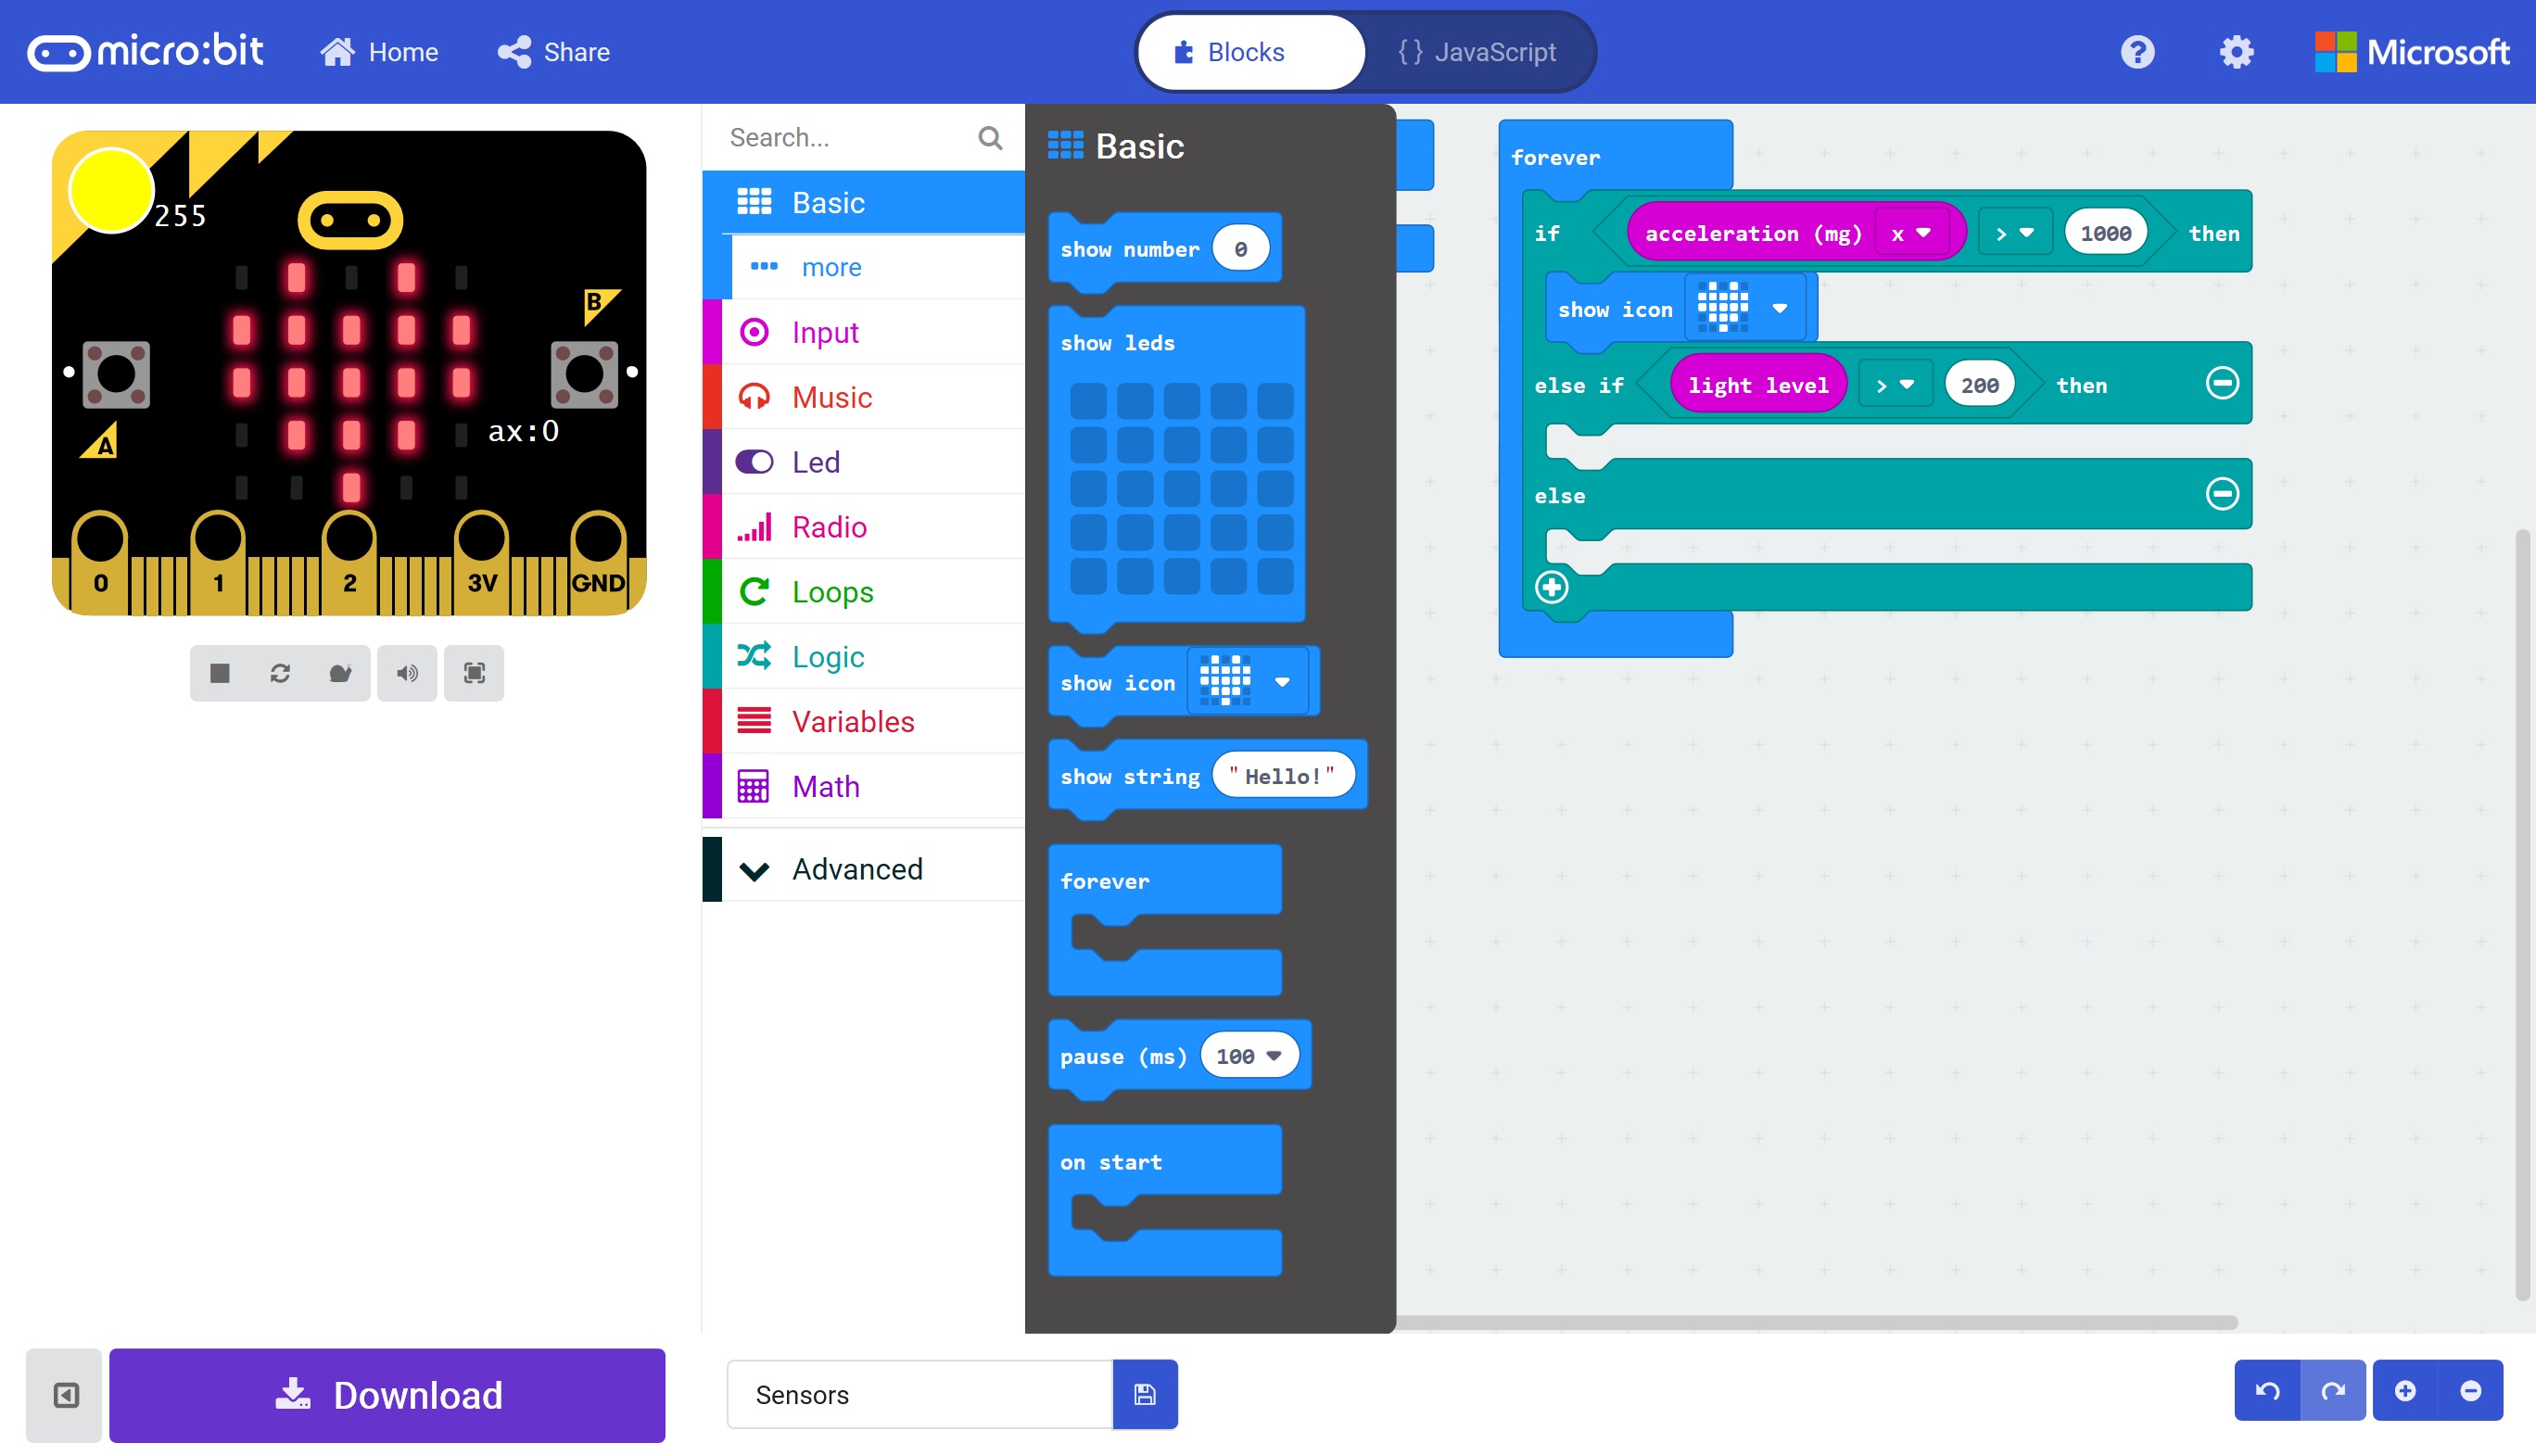 micro:bit
Home
Share
Blocks
{ } JavaScript
?
Microsoft
255
B
A
ax:0
0 1 2 3V GND
Search...
Basic
more
Input
Music
Led
Radio
Loops
Logic
Variables
Math
Advanced
Basic
show number 0
show leds
show icon
show string "Hello!"
forever
pause (ms) 100
on start
forever
if acceleration (mg) x > 1000 then
show icon
else if light level > 200 then
else
Download
Sensors